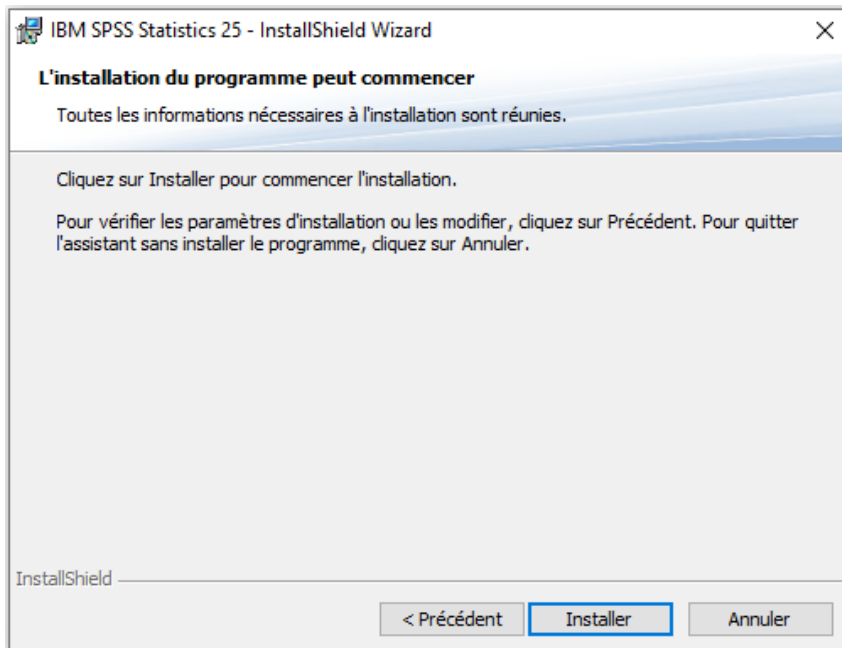 IBM SPSS Statistics 25 - InstallShield Wizard
L'installation du programme peut commencer
Toutes les informations nécessaires à l'installation sont réunies.
Cliquez sur Installer pour commencer l'installation.
Pour vérifier les paramètres d'installation ou les modifier, cliquez sur Précédent. Pour quitter
l'assistant sans installer le programme, cliquez sur Annuler.
InstallShield
< Précédent
Installer
Annuler